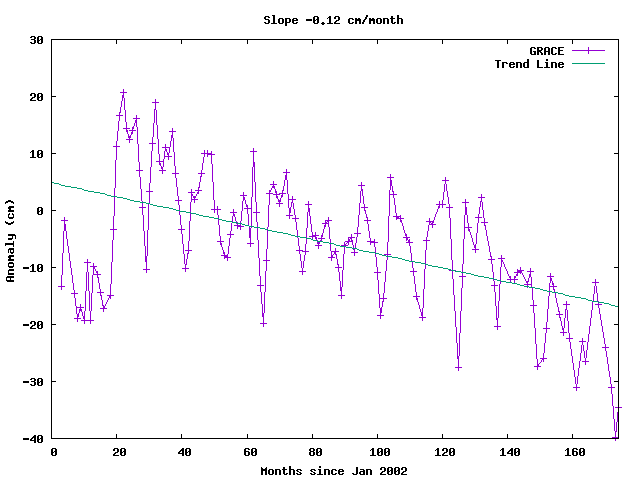 Slope -0.12 cm/month
GRACE
Trend Line
30
20
10
0
-10
-20
-30
-40
Anomaly (cm)
0 20 40 60 80 100 120 140 160
Months since Jan 2002